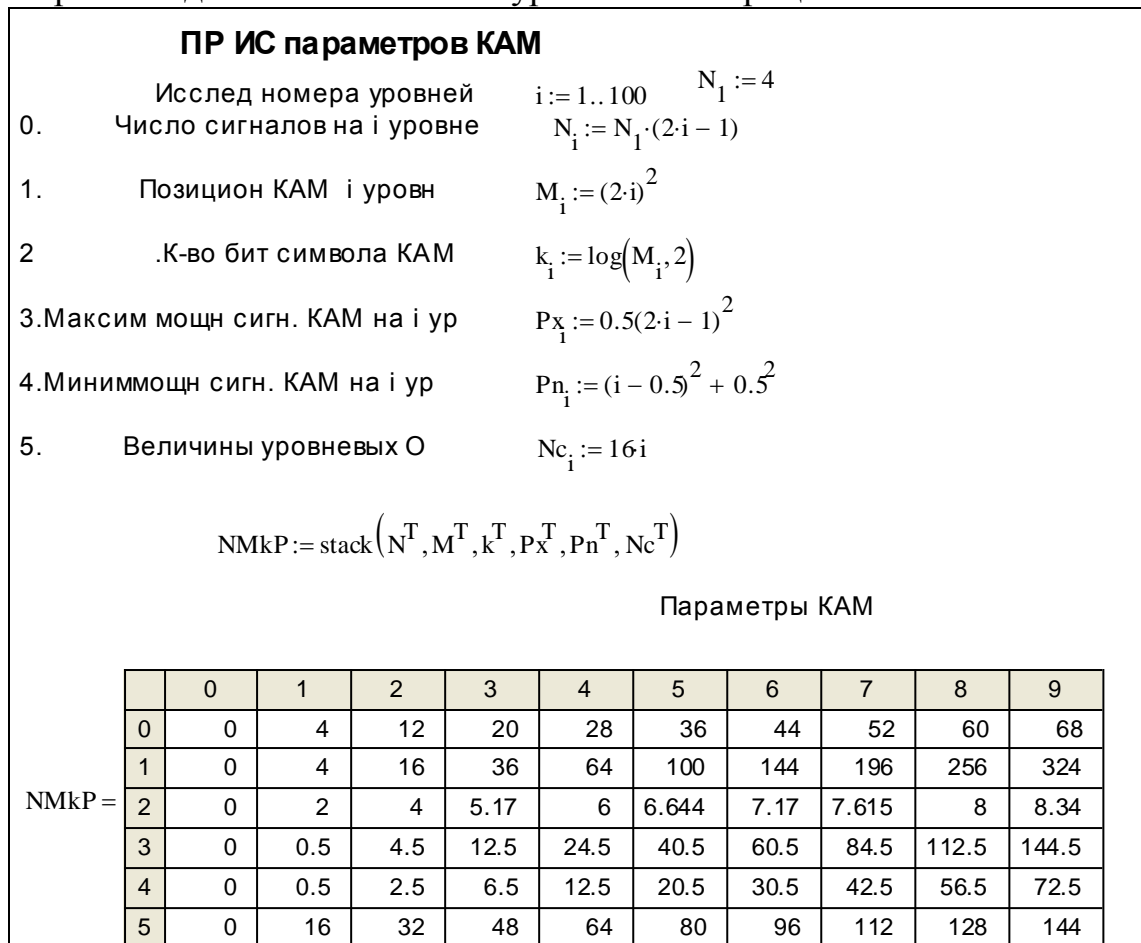 ПР ИС параметров КАМ
Исслед номера уровней i := 1.. 100 N₁ := 4
0. Число сигналов на i уровне Nᵢ := N₁·(2·i − 1)
1. Позицион КАМ i уровн Mᵢ := (2·i)²
2 .К-во бит символа КАМ kᵢ := log(Mᵢ, 2)
3.Максим мощн сигн. КАМ на i ур Pxᵢ := 0.5(2·i − 1)²
4.Миниммощн сигн. КАМ на i ур Pnᵢ := (i − 0.5)² + 0.5²
5. Величины уровневых О Ncᵢ := 16·i
NMkP := stack(Nᵀ, Mᵀ, kᵀ, Pxᵀ, Pnᵀ, Ncᵀ)
Параметры КАМ
0 1 2 3 4 5 6 7 8 9
0 0 4 12 20 28 36 44 52 60 68
1 0 4 16 36 64 100 144 196 256 324
NMkP = 2 0 2 4 5.17 6 6.644 7.17 7.615 8 8.34
3 0 0.5 4.5 12.5 24.5 40.5 60.5 84.5 112.5 144.5
4 0 0.5 2.5 6.5 12.5 20.5 30.5 42.5 56.5 72.5
5 0 16 32 48 64 80 96 112 128 144